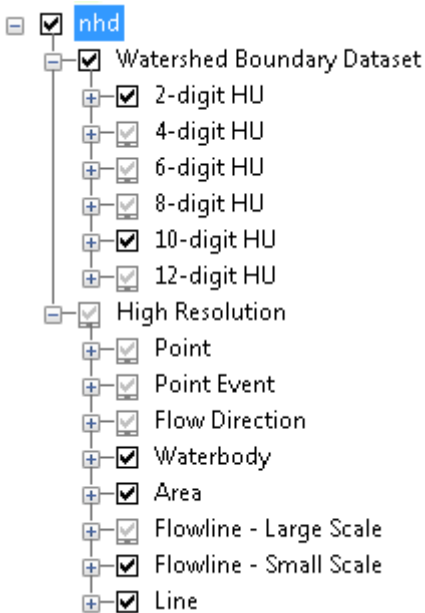 nhd
Watershed Boundary Dataset
2-digit HU
4-digit HU
6-digit HU
8-digit HU
10-digit HU
12-digit HU
High Resolution
Point
Point Event
Flow Direction
Waterbody
Area
Flowline - Large Scale
Flowline - Small Scale
Line